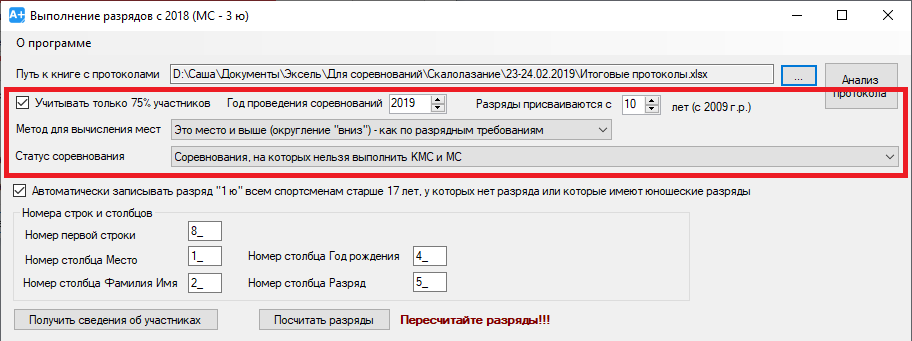 A+ Выполнение разрядов с 2018 (МС - 3 ю)
О программе
Путь к книге с протоколами D:\Саша\Документы\Эксель\Для соревнований\Скалолазание\23-24.02.2019\Итоговые протоколы.xlsx ... Анализ протокола
Учитывать только 75% участников Год проведения соревнований 2019 Разряды присваиваются с 10 лет (с 2009 г.р.)
Метод для вычисления мест Это место и выше (округление "вниз") - как по разрядным требованиям
Статус соревнования Соревнования, на которых нельзя выполнить КМС и МС
Автоматически записывать разряд "1 ю" всем спортсменам старше 17 лет, у которых нет разряда или которые имеют юношеские разряды
Номера строк и столбцов
Номер первой строки 8_
Номер столбца Место 1_ Номер столбца Год рождения 4_
Номер столбца Фамилия Имя 2_ Номер столбца Разряд 5_
Получить сведения об участниках Посчитать разряды Пересчитайте разряды!!!